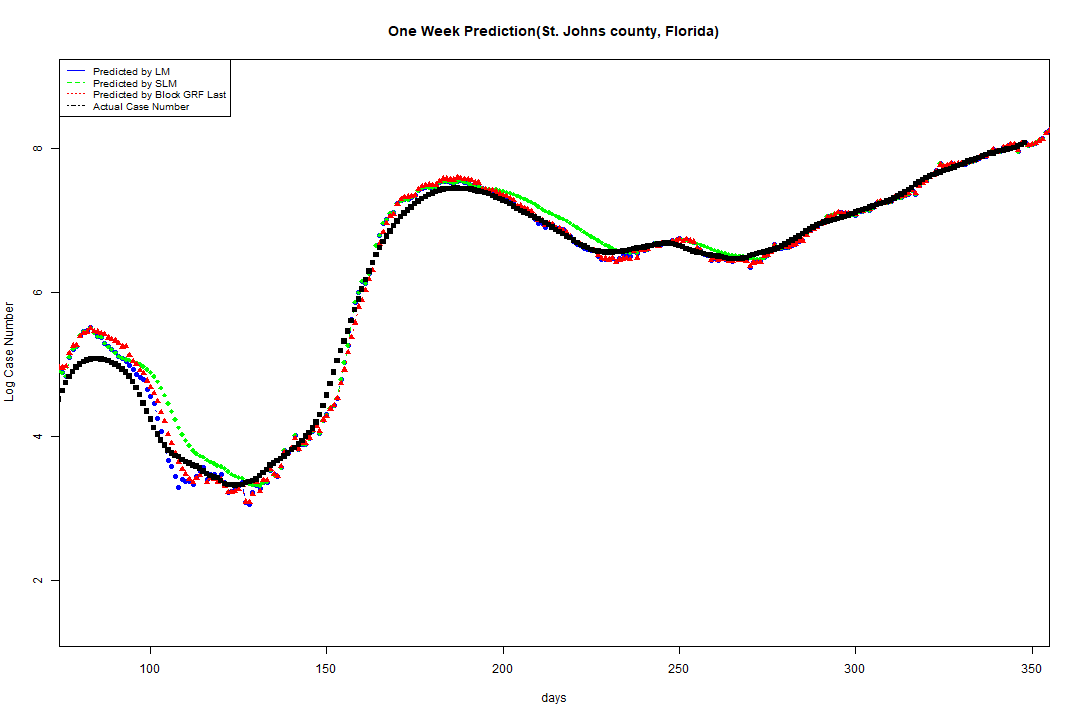 One Week Prediction(St. Johns county, Florida)
Predicted by LM
Predicted by SLM
Predicted by Block GRF Last
Actual Case Number
8
6
4
2
Log Case Number
100 150 200 250 300 350
days